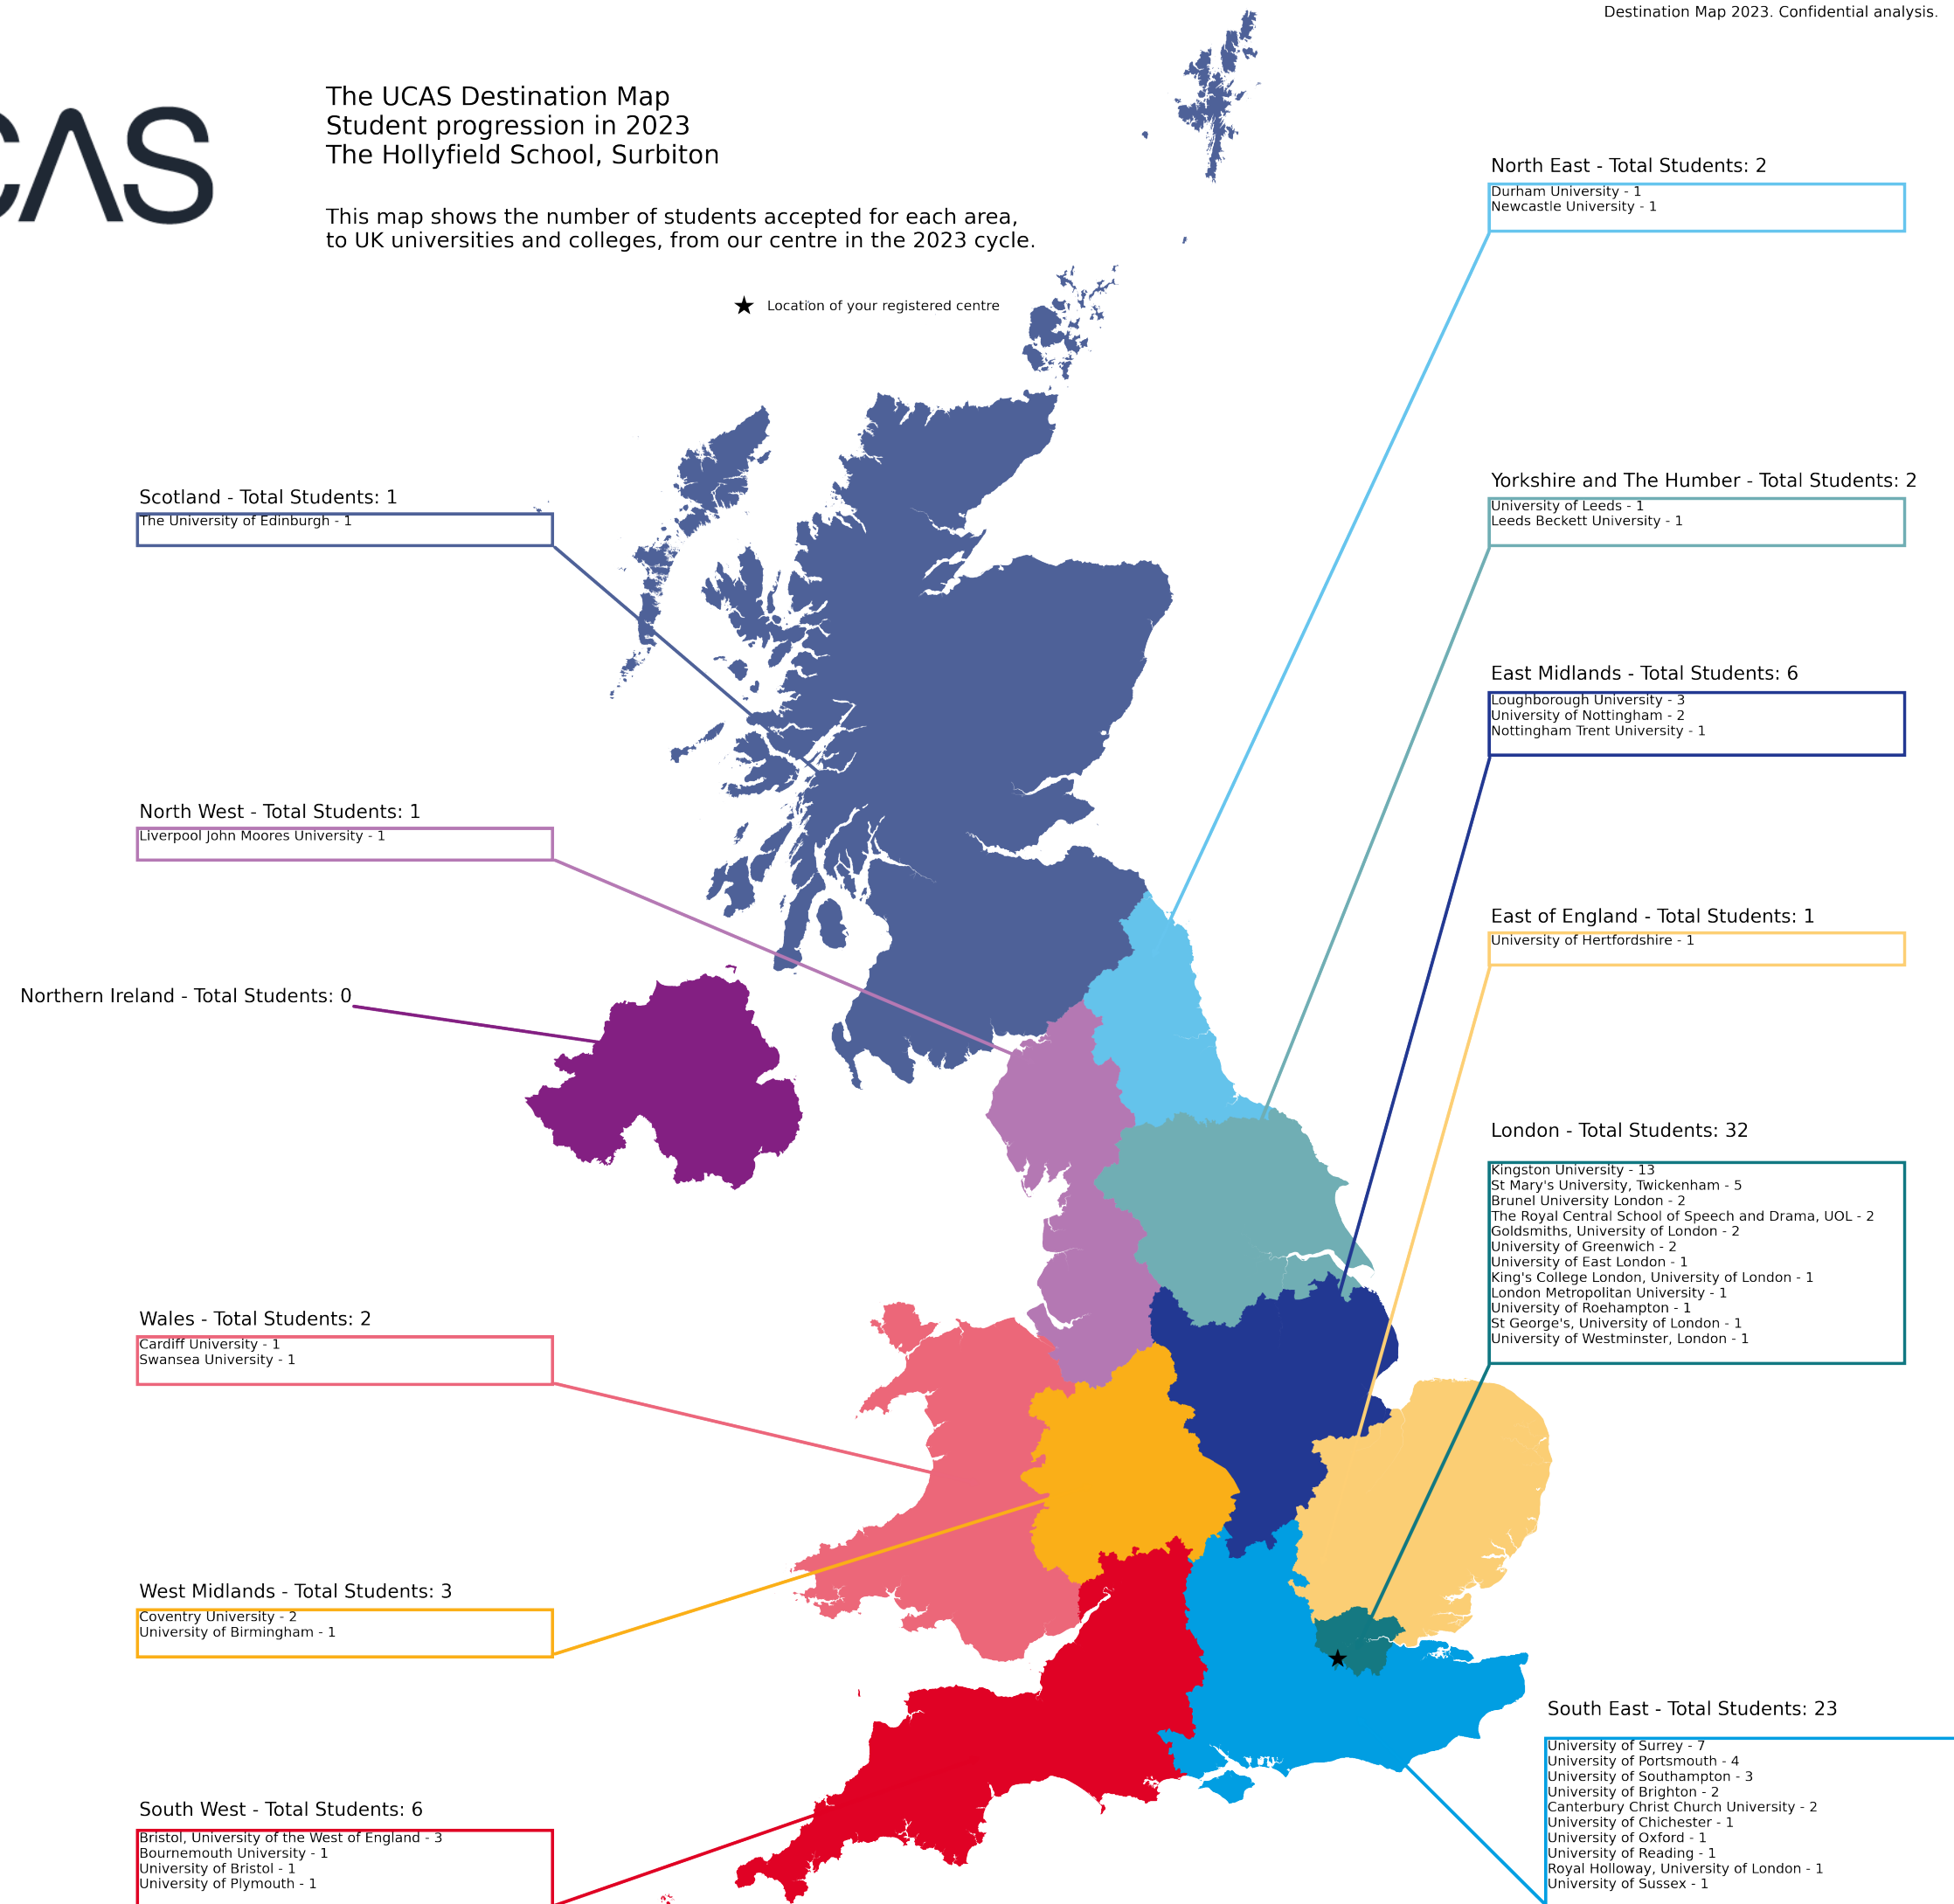 Destination Map 2023. Confidential analysis.
CAS
The UCAS Destination Map
Student progression in 2023
The Hollyfield School, Surbiton
This map shows the number of students accepted for each area,
to UK universities and colleges, from our centre in the 2023 cycle.
Location of your registered centre
North East - Total Students: 2
Durham University - 1
Newcastle University - 1
Scotland - Total Students: 1
The University of Edinburgh - 1
Yorkshire and The Humber - Total Students: 2
University of Leeds - 1
Leeds Beckett University - 1
East Midlands - Total Students: 6
Loughborough University - 3
University of Nottingham - 2
Nottingham Trent University - 1
North West - Total Students: 1
Liverpool John Moores University - 1
East of England - Total Students: 1
University of Hertfordshire - 1
Northern Ireland - Total Students: 0
London - Total Students: 32
Kingston University - 13
St Mary's University, Twickenham - 5
Brunel University London - 2
The Royal Central School of Speech and Drama, UOL - 2
Goldsmiths, University of London - 2
University of Greenwich - 2
University of East London - 1
King's College London, University of London - 1
London Metropolitan University - 1
University of Roehampton - 1
St George's, University of London - 1
University of Westminster, London - 1
Wales - Total Students: 2
Cardiff University - 1
Swansea University - 1
West Midlands - Total Students: 3
Coventry University - 2
University of Birmingham - 1
South East - Total Students: 23
University of Surrey - 7
University of Portsmouth - 4
University of Southampton - 3
University of Brighton - 2
Canterbury Christ Church University - 2
University of Chichester - 1
University of Oxford - 1
University of Reading - 1
Royal Holloway, University of London - 1
University of Sussex - 1
South West - Total Students: 6
Bristol, University of the West of England - 3
Bournemouth University - 1
University of Bristol - 1
University of Plymouth - 1